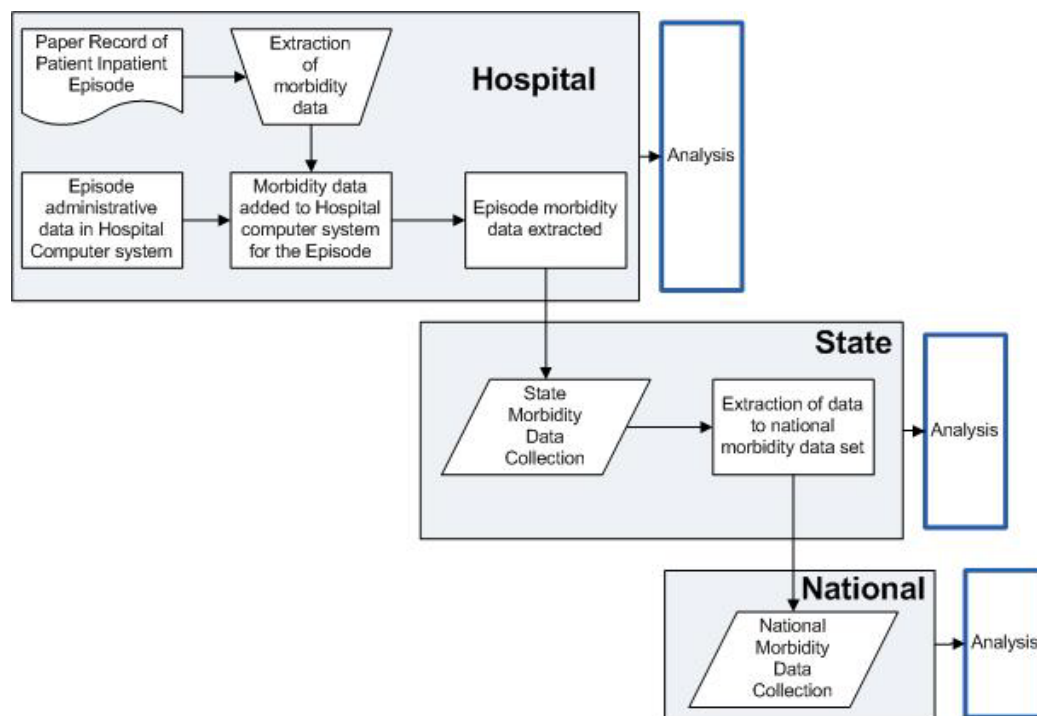 Paper Record of
Patient Inpatient
Episode
Extraction
of
morbidity
data
Hospital
Analysis
Episode
administrative
data in Hospital
Computer system
Morbidity data
added to Hospital
computer system
for the Episode
Episode morbidity
data extracted
State
State
Morbidity
Data
Collection
Extraction of data
to national
morbidity data set
Analysis
National
National
Morbidity
Data
Collection
Analysis